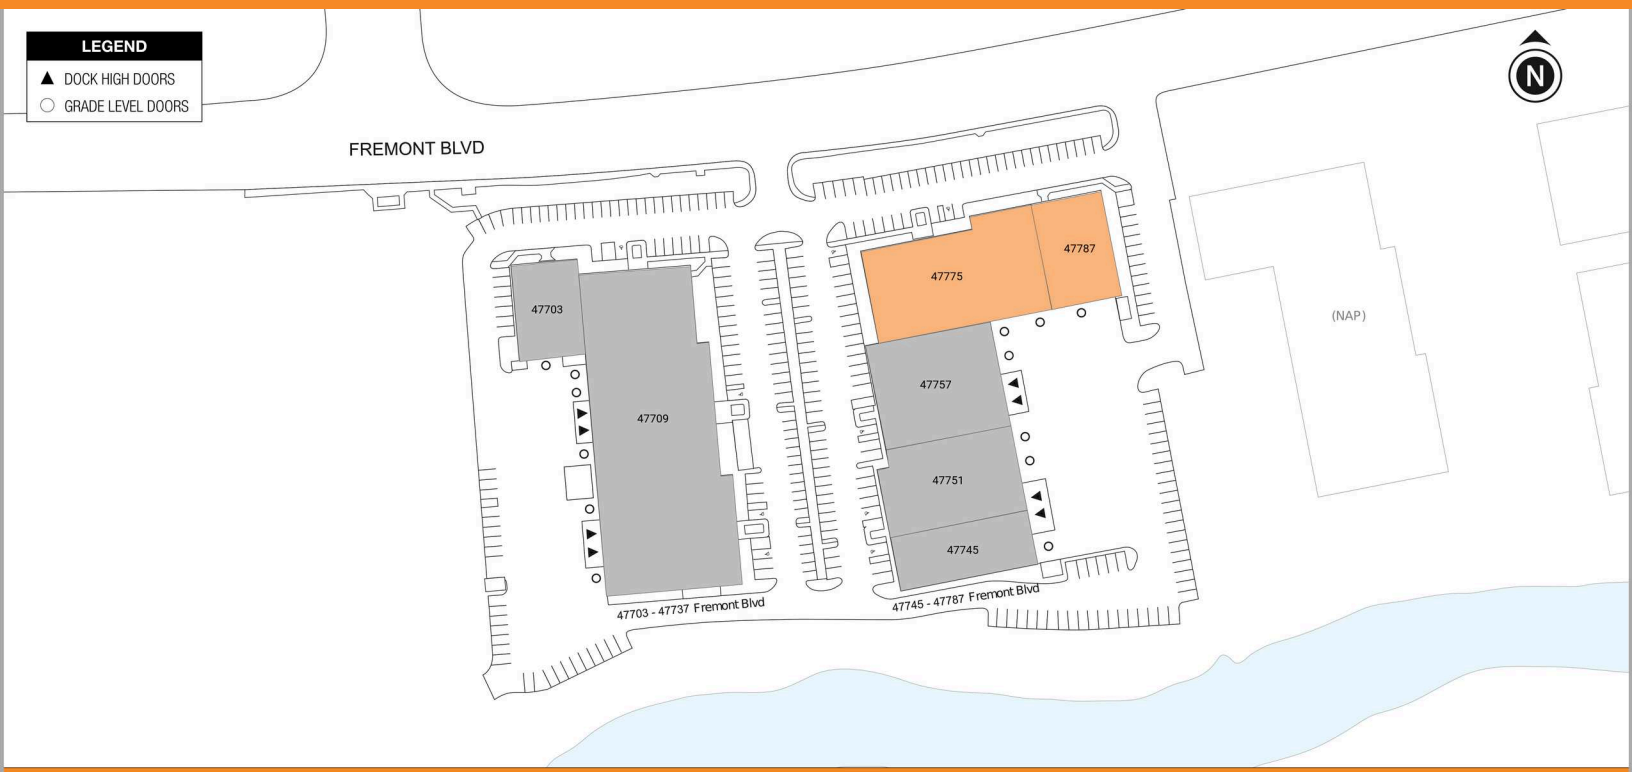 LEGEND
DOCK HIGH DOORS
GRADE LEVEL DOORS
N
FREMONT BLVD
47787
47775
47703
(NAP)
47757
47709
47751
47745
47703 - 47737 Fremont Blvd
47745 - 47787 Fremont Blvd